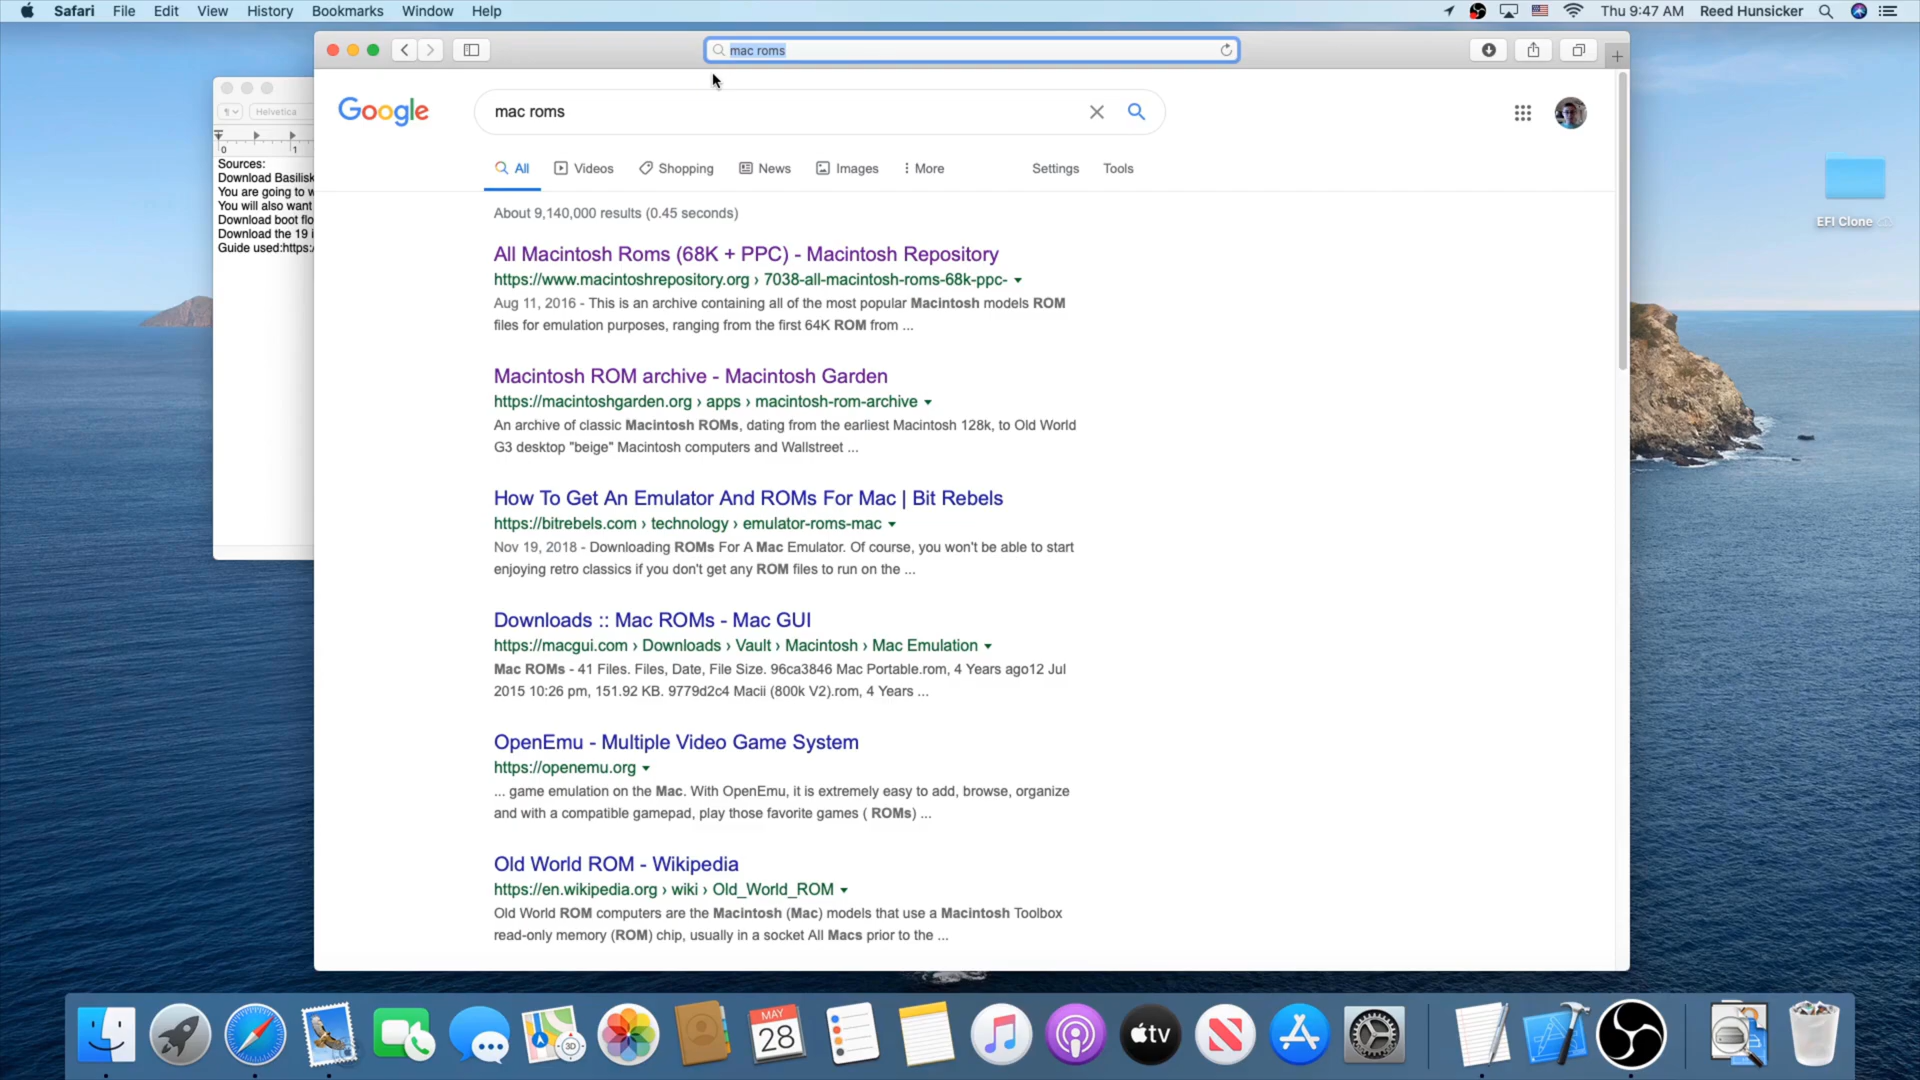 Safari File Edit View History Bookmarks Window Help Thu 9:47 AM Reed Hunsicker
mac roms
Helvetica
0 1
Sources:
Download Basilisk
You are going to w
You will also want
Download boot flo
Download the 19 i
Guide used:https:/
Google
mac roms
All Videos Shopping News Images More Settings Tools
About 9,140,000 results (0.45 seconds)
All Macintosh Roms (68K + PPC) - Macintosh Repository
https://www.macintoshrepository.org › 7038-all-macintosh-roms-68k-ppc-
Aug 11, 2016 - This is an archive containing all of the most popular Macintosh models ROM
files for emulation purposes, ranging from the first 64K ROM from ...
Macintosh ROM archive - Macintosh Garden
https://macintoshgarden.org › apps › macintosh-rom-archive
An archive of classic Macintosh ROMs, dating from the earliest Macintosh 128k, to Old World
G3 desktop "beige" Macintosh computers and Wallstreet ...
How To Get An Emulator And ROMs For Mac | Bit Rebels
https://bitrebels.com › technology › emulator-roms-mac
Nov 19, 2018 - Downloading ROMs For A Mac Emulator. Of course, you won't be able to start
enjoying retro classics if you don't get any ROM files to run on the ...
Downloads :: Mac ROMs - Mac GUI
https://macgui.com › Downloads › Vault › Macintosh › Mac Emulation
Mac ROMs - 41 Files. Files, Date, File Size. 96ca3846 Mac Portable.rom, 4 Years ago12 Jul
2015 10:26 pm, 151.92 KB. 9779d2c4 Macii (800k V2).rom, 4 Years ...
OpenEmu - Multiple Video Game System
https://openemu.org
... game emulation on the Mac. With OpenEmu, it is extremely easy to add, browse, organize
and with a compatible gamepad, play those favorite games ( ROMs) ...
Old World ROM - Wikipedia
https://en.wikipedia.org › wiki › Old_World_ROM
Old World ROM computers are the Macintosh (Mac) models that use a Macintosh Toolbox
read-only memory (ROM) chip, usually in a socket All Macs prior to the ...
EFI Clone
3D
MAY
28
tv